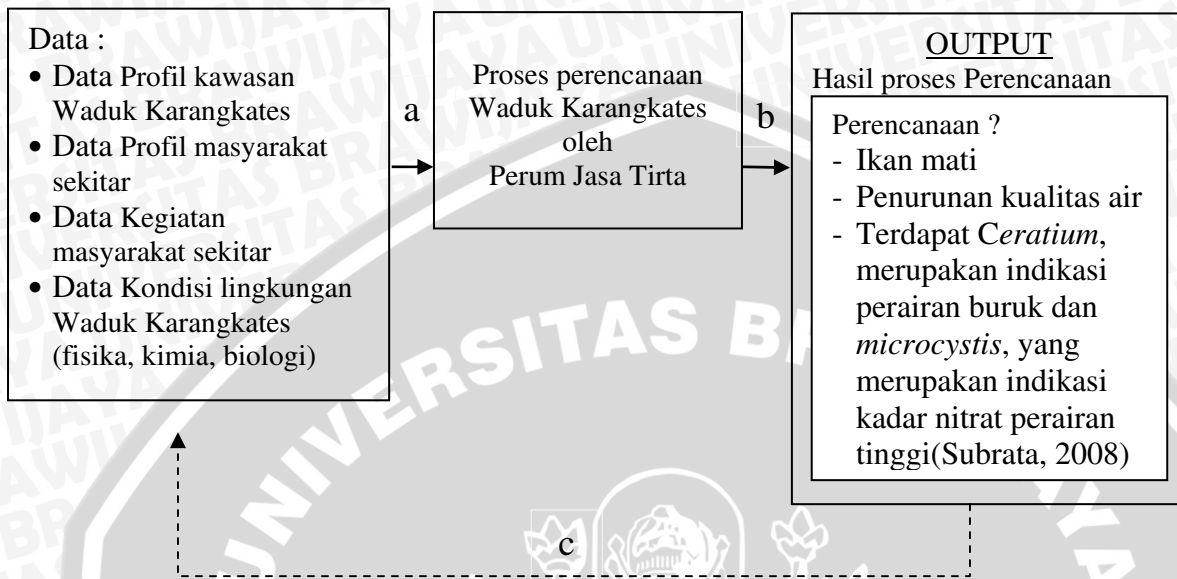 Data :
• Data Profil kawasan
Waduk Karangkates
• Data Profil masyarakat
sekitar
• Data Kegiatan
masyarakat sekitar
• Data Kondisi lingkungan
Waduk Karangkates
(fisika, kimia, biologi)
a
Proses perencanaan
Waduk Karangkates
oleh
Perum Jasa Tirta
b
OUTPUT
Hasil proses Perencanaan
Perencanaan ?
- Ikan mati
- Penurunan kualitas air
- Terdapat Ceratium,
merupakan indikasi
perairan buruk dan
microcystis, yang
merupakan indikasi
kadar nitrat perairan
tinggi(Subrata, 2008)
c
UNIVERSITAS BR